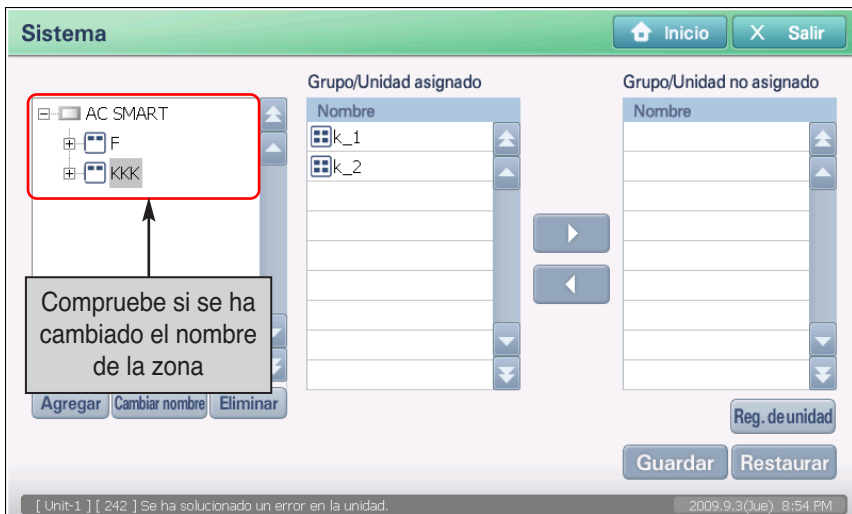 Sistema
Inicio
X Salir
AC SMART
F
KKK
Grupo/Unidad asignado
Nombre
k_1
k_2
Grupo/Unidad no asignado
Nombre
Compruebe si se ha
cambiado el nombre
de la zona
Agregar
Cambiar nombre
Eliminar
Reg. de unidad
Guardar
Restaurar
[ Unit-1 ] [ 242 ] Se ha solucionado un error en la unidad.
2009.9.3(Jue) 8:54 PM